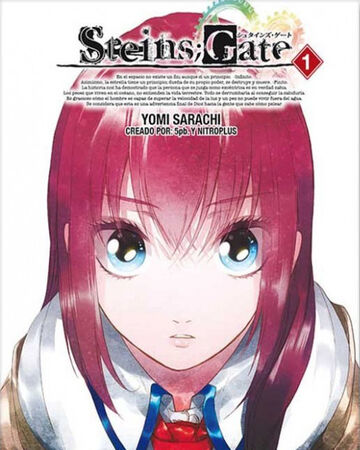 シュタインズ・ゲート
Steins;Gate
1
En el espacio no existe un fin aunque sí un principio. -Infinito-
Asimismo, la estrella tiene un principio; dueña de su propio poder, se destruye y muere. -Finito-
La historia nos ha demostrado que la persona que se juzga como excéntrica es en verdad sabia.
Los peces que viven en el océano, no entienden la vida terrestre. Todo se derrumbaría al obtener la sabiduría.
Es gracioso cómo el hombre es capaz de superar la velocidad de la luz y un pez no puede vivir fuera del agua.
Se considera que esta es una advertencia final de Dios hacia la gente que sabe cómo pelear
YOMI SARACHI
CREADO POR: 5pb. Y NITROPLUS